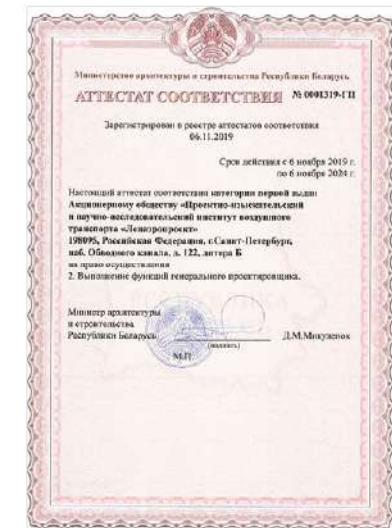 Министерство архитектуры и строительства Республики Беларусь
АТТЕСТАТ СООТВЕТСТВИЯ № 0001319-ГП
Зарегистрирован в реестре аттестатов соответствия
06.11.2019
Срок действия с 6 ноября 2019 г.
по 6 ноября 2024 г.
Настоящий аттестат соответствия категории первой выдан
Акционерному обществу «Проектно-изыскательский
и научно-исследовательский институт воздушного
транспорта «Ленаэропроект»
198095, Российская Федерация, г.Санкт-Петербург,
наб. Обводного канала, д. 122, литера Б
на право осуществления
2. Выполнение функций генерального проектировщика.
Министр архитектуры
и строительства
Республики Беларусь
Д.М.Микуленок
(подпись)
М.П.